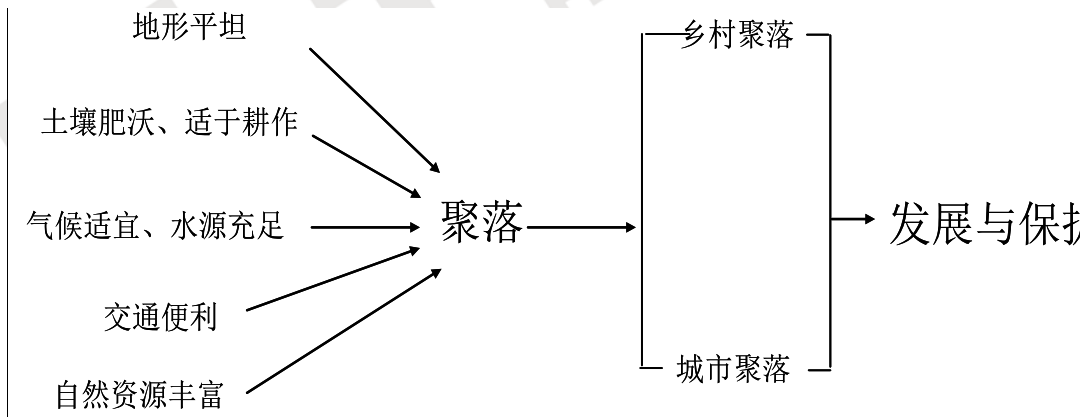 地形平坦
土壤肥沃、适于耕作
气候适宜、水源充足
交通便利
自然资源丰富
聚落
乡村聚落
城市聚落
发展与保